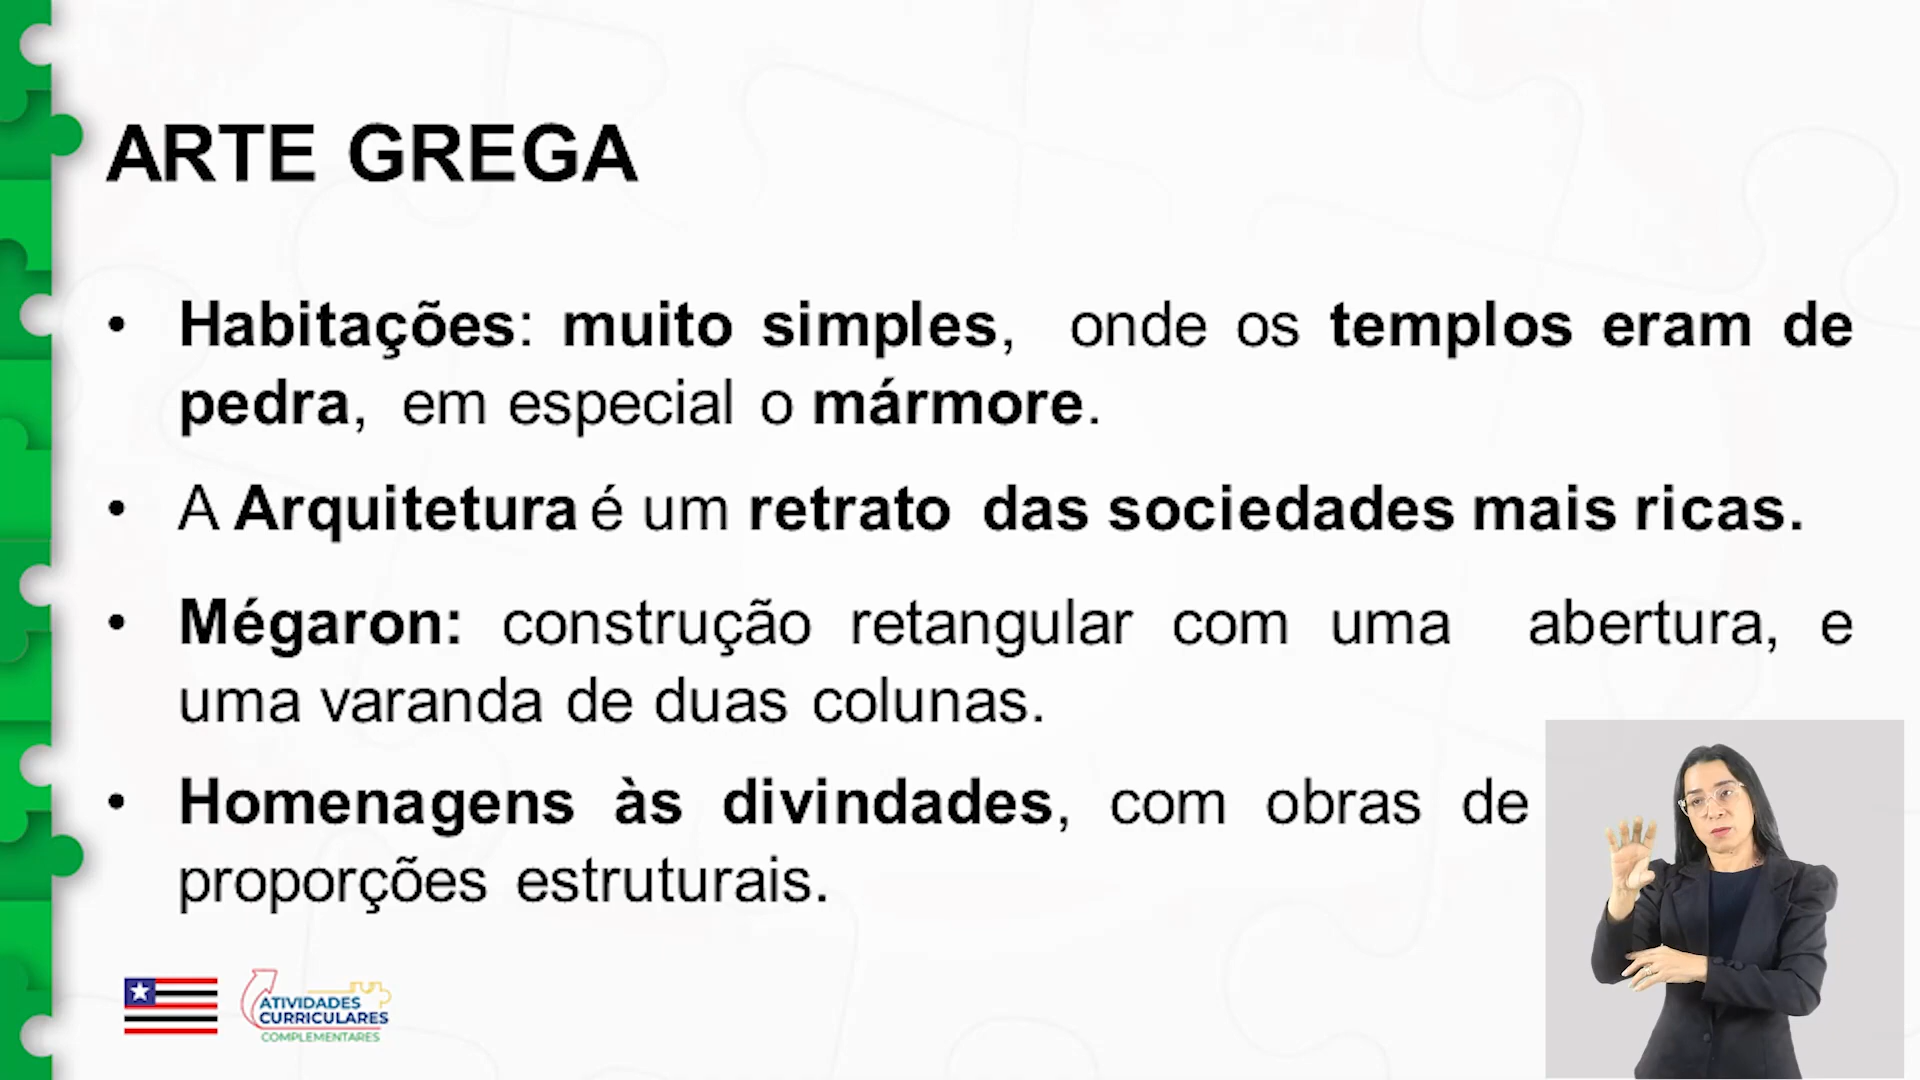 ARTE GREGA
• Habitações: muito simples, onde os templos eram de
pedra, em especial o mármore.
• A Arquitetura é um retrato das sociedades mais ricas.
• Mégaron: construção retangular com uma abertura, e
uma varanda de duas colunas.
• Homenagens às divindades, com obras de
proporções estruturais.
ATIVIDADES
CURRICULARES
COMPLEMENTARES